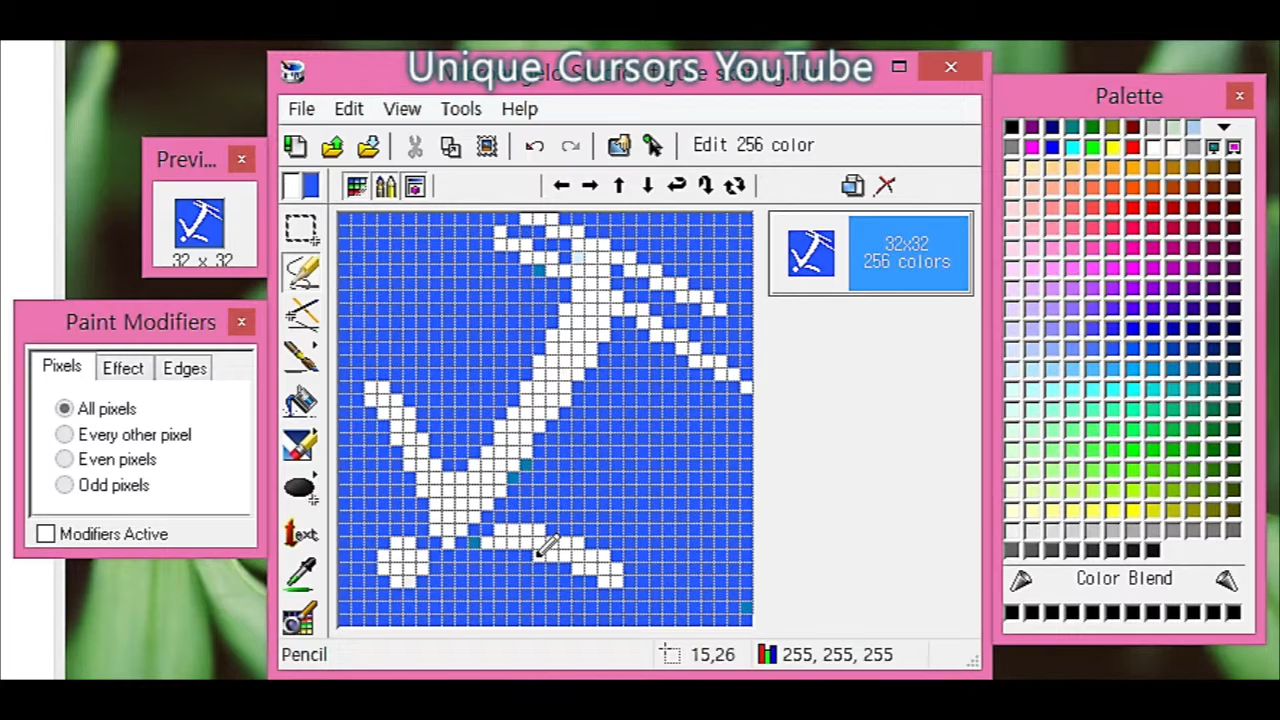 Unique Cursors YouTube
File Edit View Tools Help
Edit 256 color
Previ...
32 x 32
Paint Modifiers
Pixels Effect Edges
All pixels
Every other pixel
Even pixels
Odd pixels
Modifiers Active
text
32x32
256 colors
Pencil
15,26
255, 255, 255
Palette
Color Blend